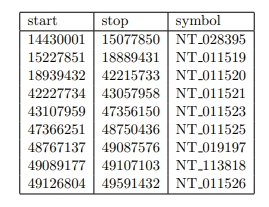 start stop symbol
14430001 15077850 NT_028395
15227851 18889431 NT_011519
18939432 42215733 NT_011520
42227734 43057958 NT_011521
43107959 47356150 NT_011523
47366251 48750436 NT_011525
48767137 49087576 NT_019197
49089177 49107103 NT_113818
49126804 49591432 NT_011526